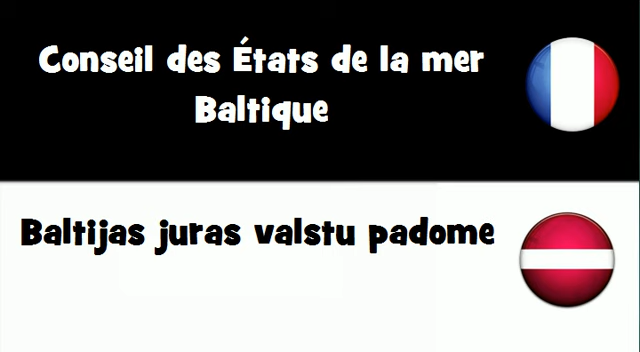 Conseil des États de la mer
Baltique
Baltijas juras valstu padome